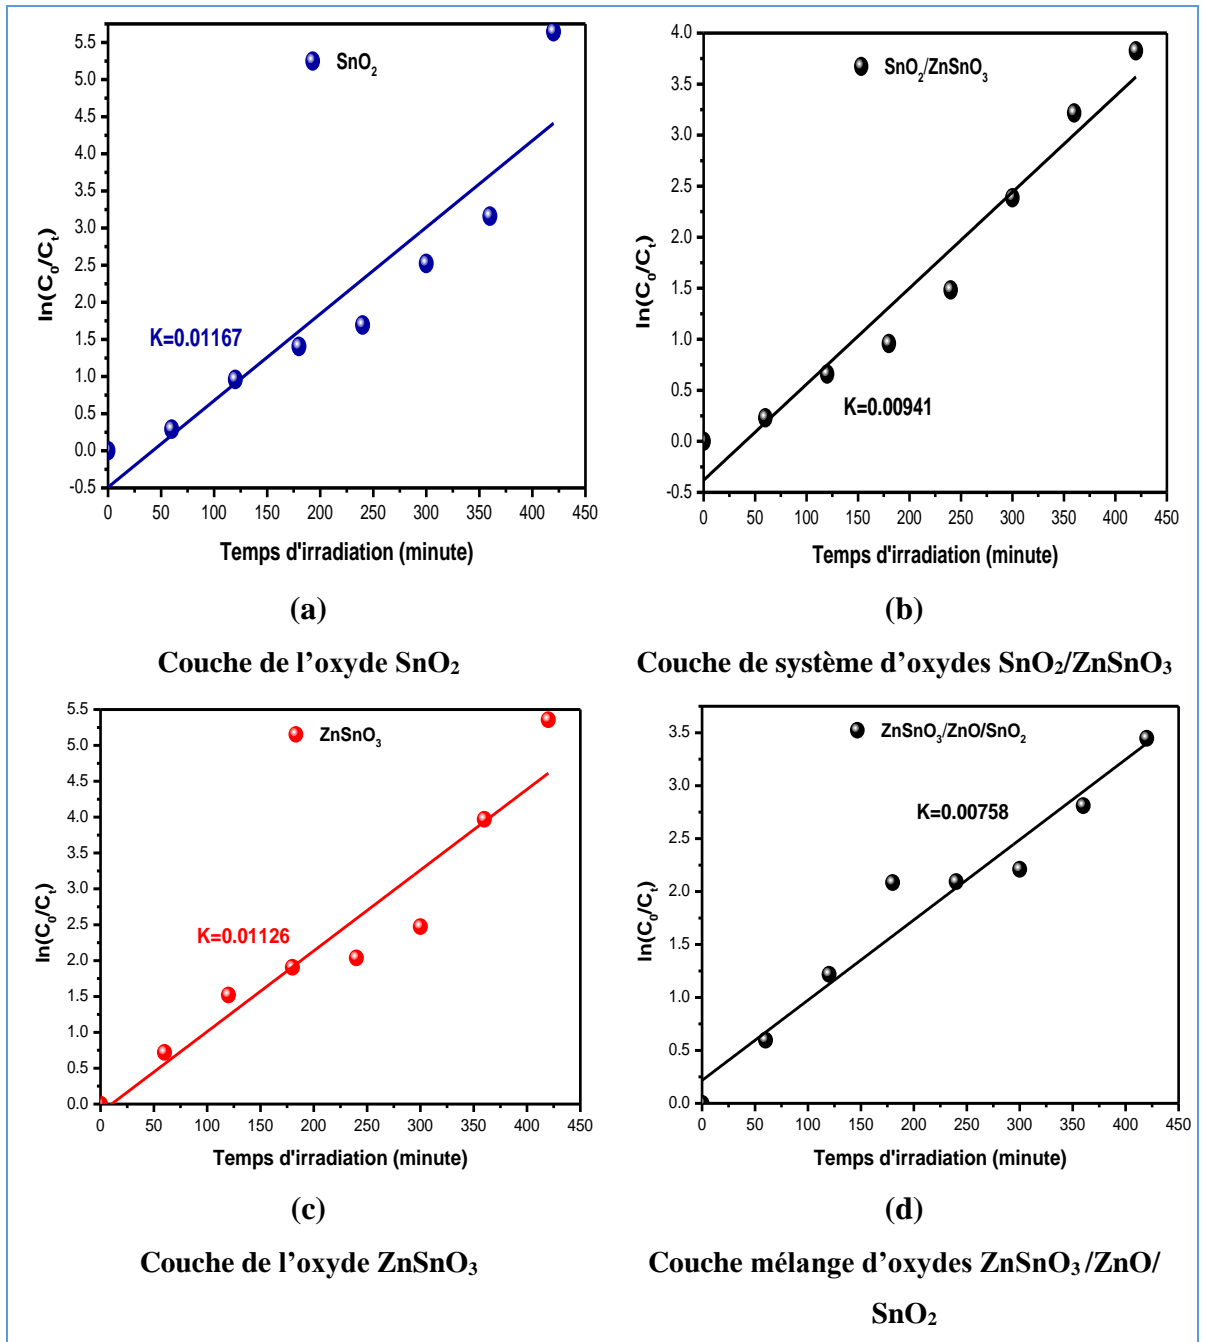 SnO2
ln(C0/Ct)
5.5
5.0
4.5
4.0
3.5
3.0
2.5
2.0
1.5
1.0
0.5
0.0
-0.5
K=0.01167
0 50 100 150 200 250 300 350 400 450
Temps d'irradiation (minute)
(a)
Couche de l’oxyde SnO2
SnO2/ZnSnO3
ln(C0/Ct)
4.0
3.5
3.0
2.5
2.0
1.5
1.0
0.5
0.0
-0.5
K=0.00941
0 50 100 150 200 250 300 350 400 450
Temps d'irradiation (minute)
(b)
Couche de système d’oxydes SnO2/ZnSnO3
ZnSnO3
ln(C0/Ct)
5.5
5.0
4.5
4.0
3.5
3.0
2.5
2.0
1.5
1.0
0.5
0.0
K=0.01126
0 50 100 150 200 250 300 350 400 450
Temps d'irradiation (minute)
(c)
Couche de l’oxyde ZnSnO3
ZnSnO3/ZnO/SnO2
ln(C0/Ct)
3.5
3.0
2.5
2.0
1.5
1.0
0.5
0.0
K=0.00758
0 50 100 150 200 250 300 350 400 450
Temps d'irradiation (minute)
(d)
Couche mélange d’oxydes ZnSnO3 /ZnO/
SnO2